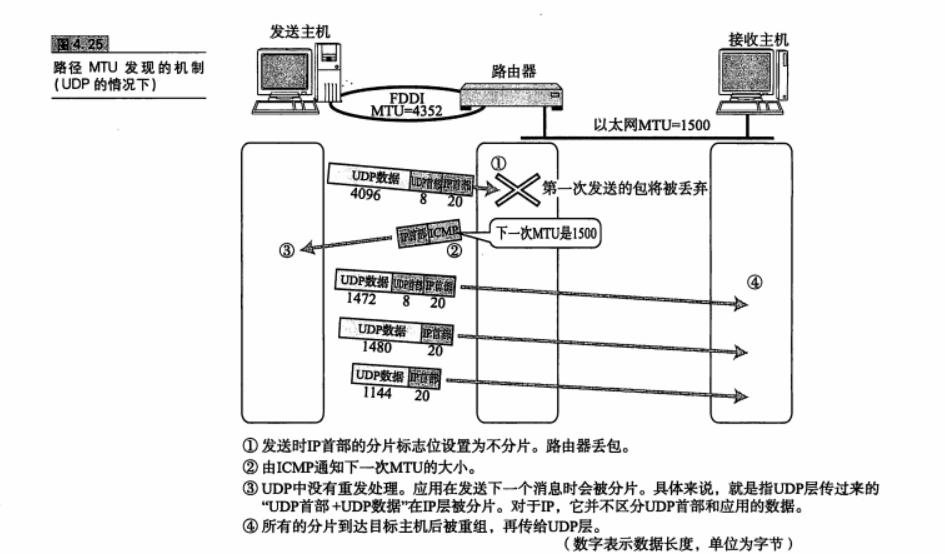 图4.25
路径 MTU 发现的机制
(UDP 的情况下)
发送主机
接收主机
路由器
FDDI
MTU=4352
以太网MTU=1500
①
UDP数据 UDP首部 IP首部
4096 8 20
第一次发送的包将被丢弃
IP首部 ICMP
下一次MTU是1500
②
③
UDP数据 UDP首部 IP首部
1472 8 20
④
UDP数据 IP首部
1480 20
UDP数据 IP首部
1144 20
① 发送时IP首部的分片标志位设置为不分片。路由器丢包。
② 由ICMP通知下一次MTU的大小。
③ UDP中没有重发处理。应用在发送下一个消息时会被分片。具体来说，就是指UDP层传过来的
“UDP首部+UDP数据”在IP层被分片。对于IP，它并不区分UDP首部和应用的数据。
④ 所有的分片到达目标主机后被重组，再传给UDP层。
(数字表示数据长度，单位为字节)